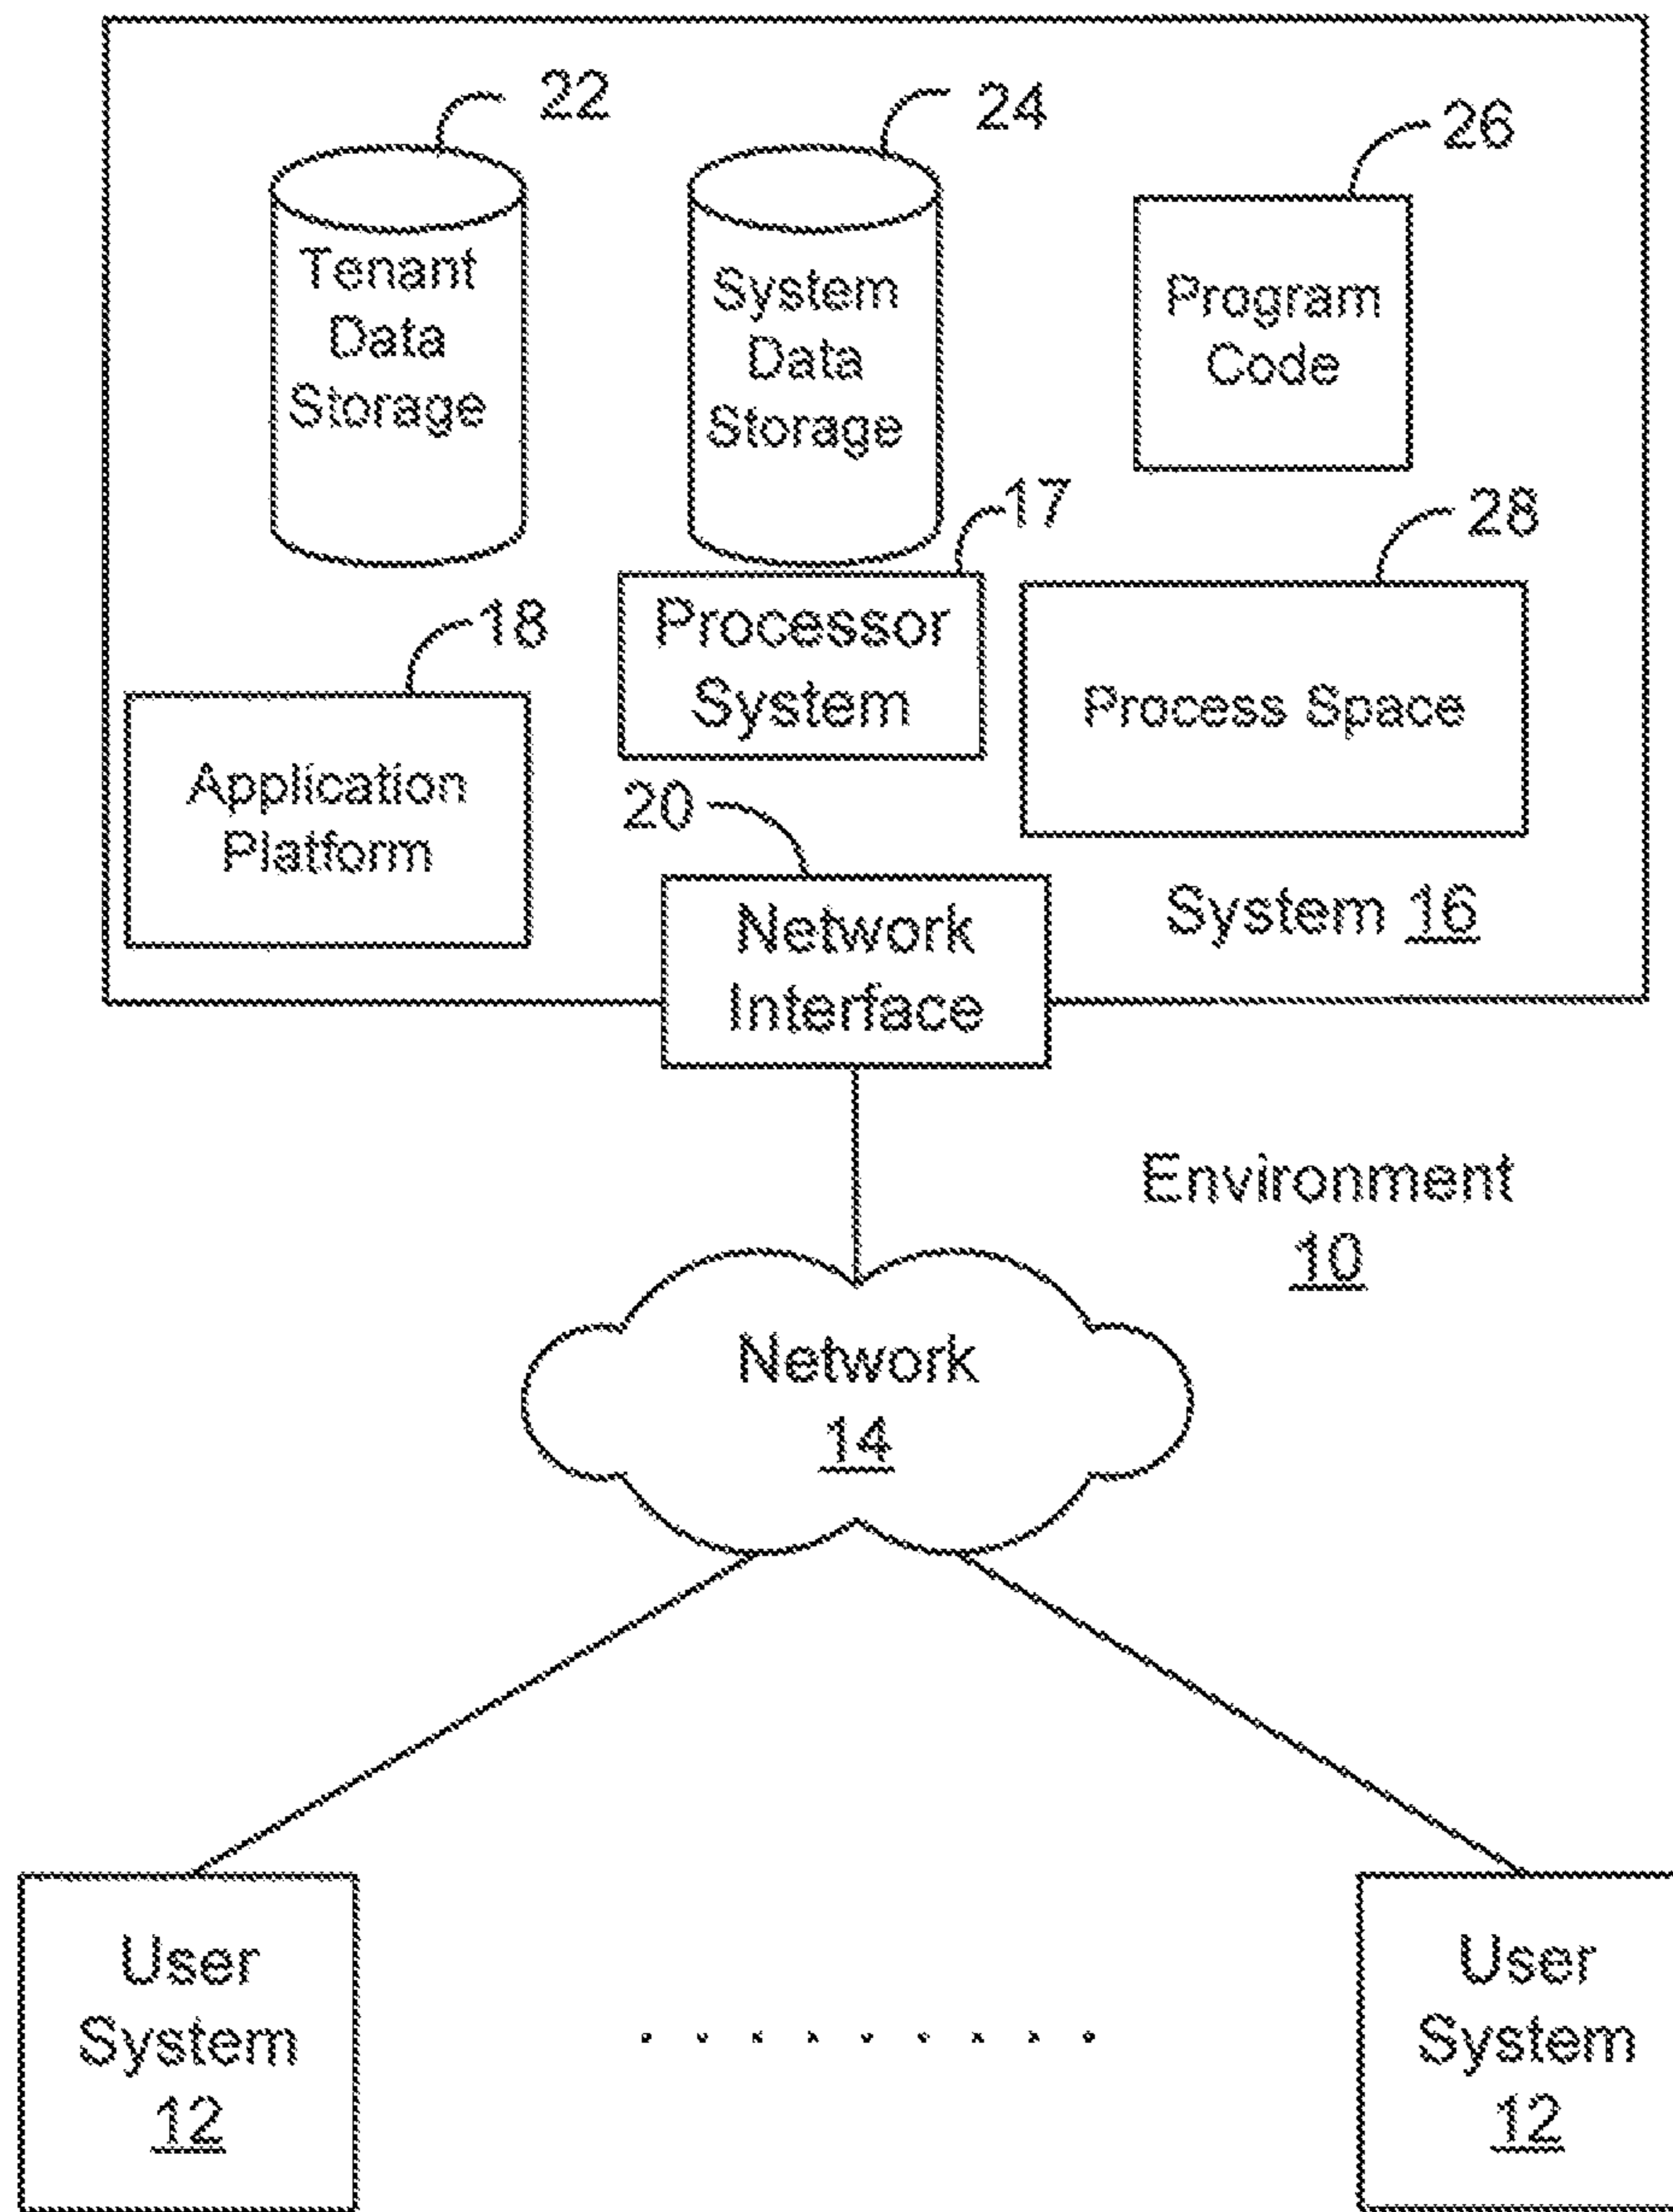 22
24
26
Tenant
Data
Storage
System
Data
Storage
Program
Code
17
28
18
Processor
System
Process Space
Application
Platform
20
Network
Interface
System 16
Environment
10
Network
14
User
System
12
User
System
12